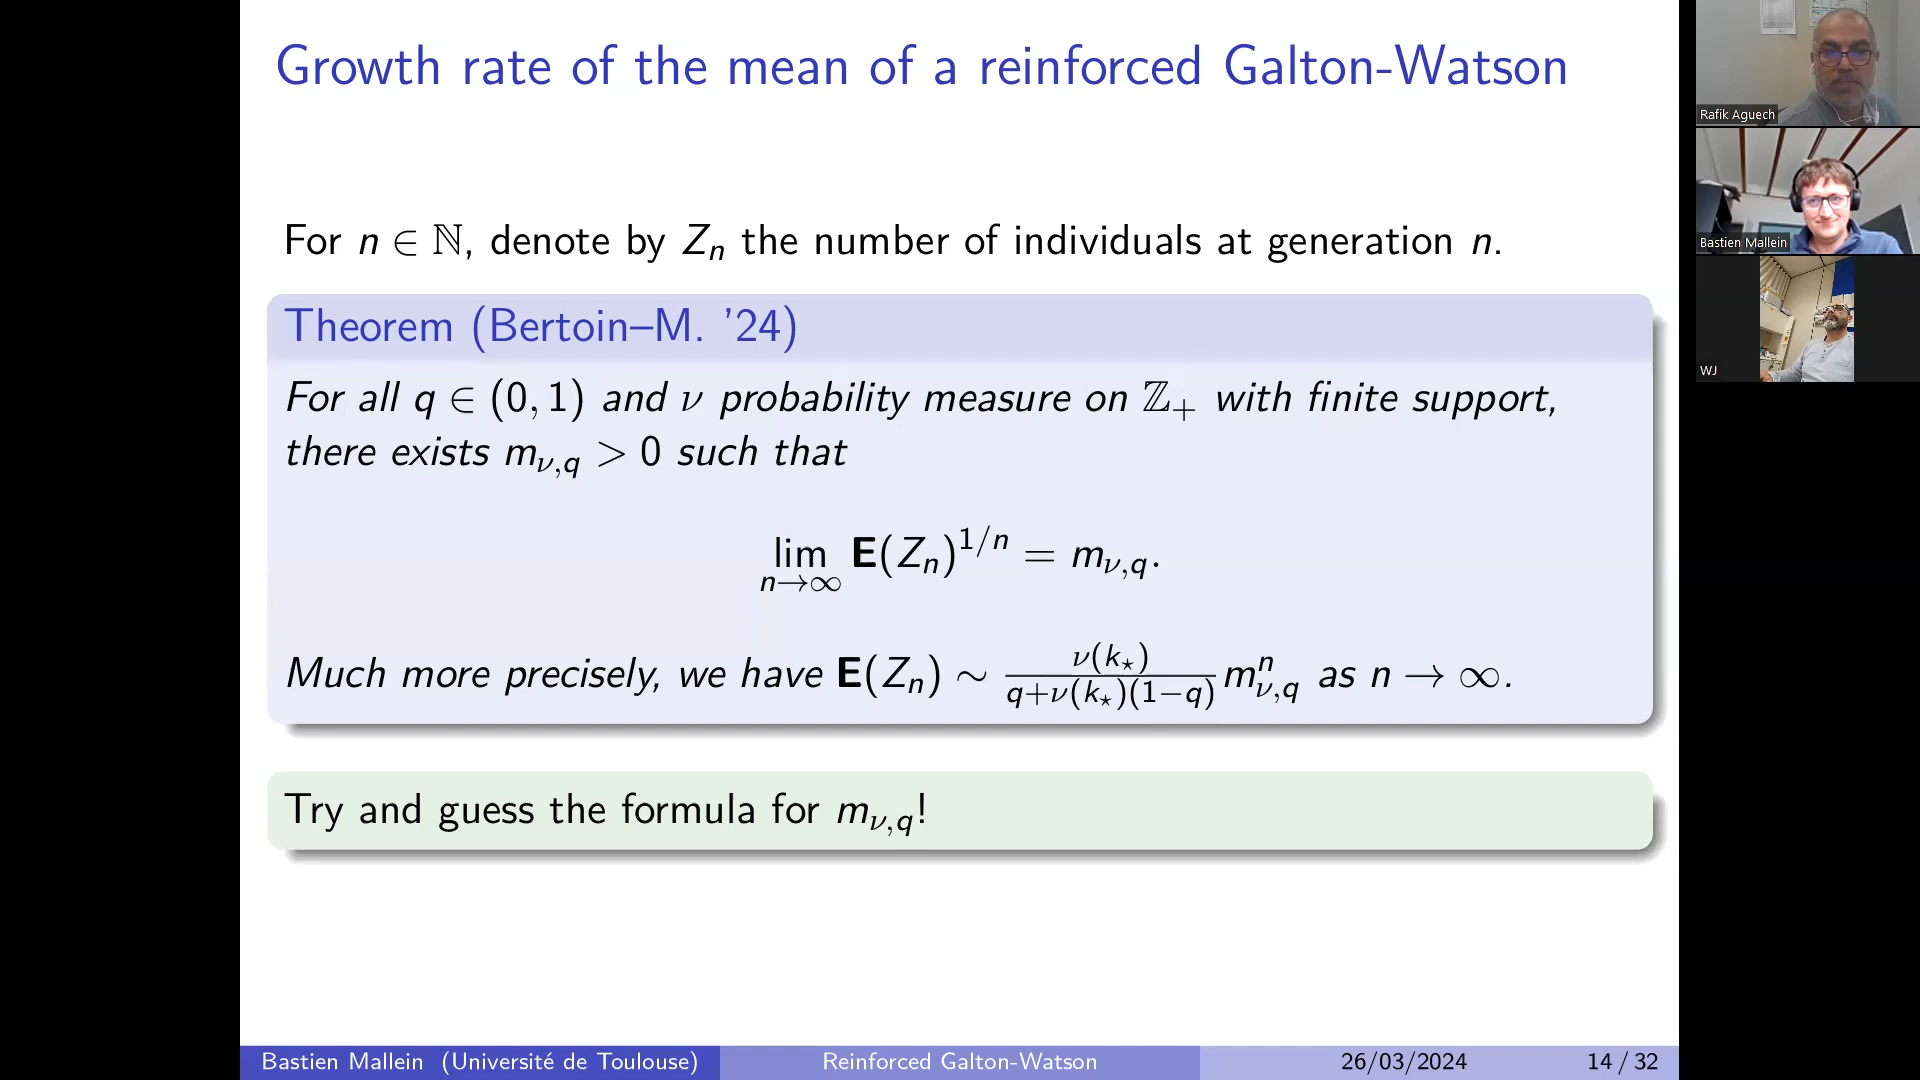 Growth rate of the mean of a reinforced Galton-Watson
For n ∈ ℕ, denote by Z_n the number of individuals at generation n.
Theorem (Bertoin–M. '24)
For all q ∈ (0, 1) and ν probability measure on ℤ_+ with finite support,
there exists m_{ν,q} > 0 such that
lim_{n→∞} E(Z_n)^{1/n} = m_{ν,q}.
Much more precisely, we have E(Z_n) ∼ \frac{ν(k_⋆)}{q+ν(k_⋆)(1−q)} m^n_{ν,q} as n → ∞.
Try and guess the formula for m_{ν,q}!
Bastien Mallein (Université de Toulouse)
Reinforced Galton-Watson
26/03/2024
14 / 32
Rafik Aguech
Bastien Mallein
WJ